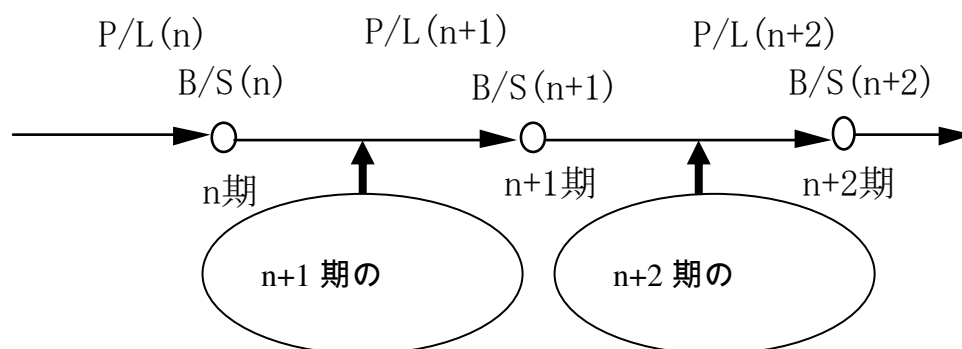 P/L(n) P/L(n+1) P/L(n+2)
B/S(n) B/S(n+1) B/S(n+2)
n期 n+1期 n+2期
n+1 期の n+2 期の